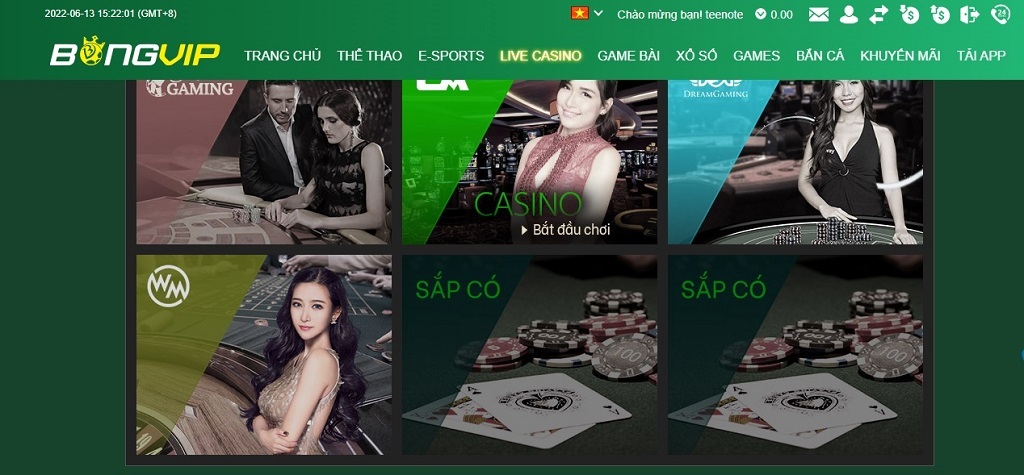 2022-06-13 15:22:01 (GMT+8)
Chào mừng bạn! teenote 0.00
24
BONGVIP
TRANG CHỦ THỂ THAO E-SPORTS LIVE CASINO GAME BÀI XỔ SỐ GAMES BẮN CÁ KHUYẾN MÃI TẢI APP
GAMING
DREAMGAMING
CASINO
Bắt đầu chơi
WM
SẮP CÓ
SẮP CÓ